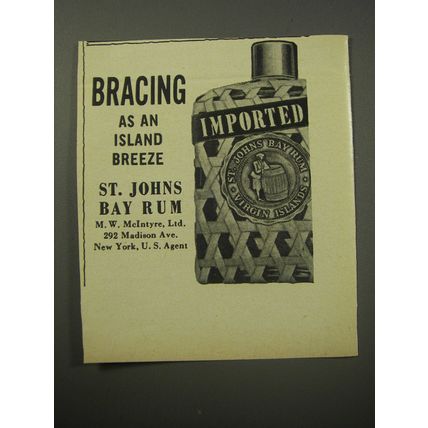 BRACING
AS AN
ISLAND
BREEZE
ST. JOHNS
BAY RUM
M. W. McIntyre, Ltd.
292 Madison Ave.
New York, U. S. Agent
IMPORTED
ST. JOHNS BAY RUM
VIRGIN ISLANDS